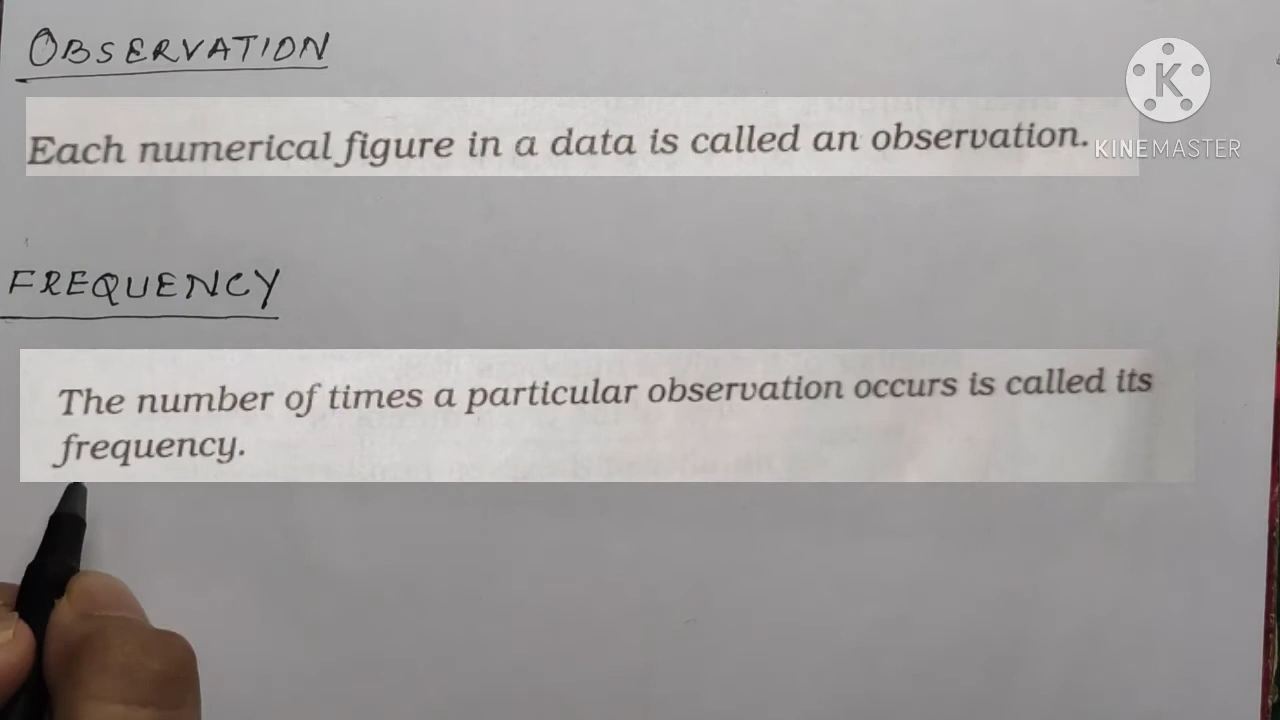 OBSERVATION
K
Each numerical figure in a data is called an observation.
KINEMASTER
FREQUENCY
The number of times a particular observation occurs is called its
frequency.